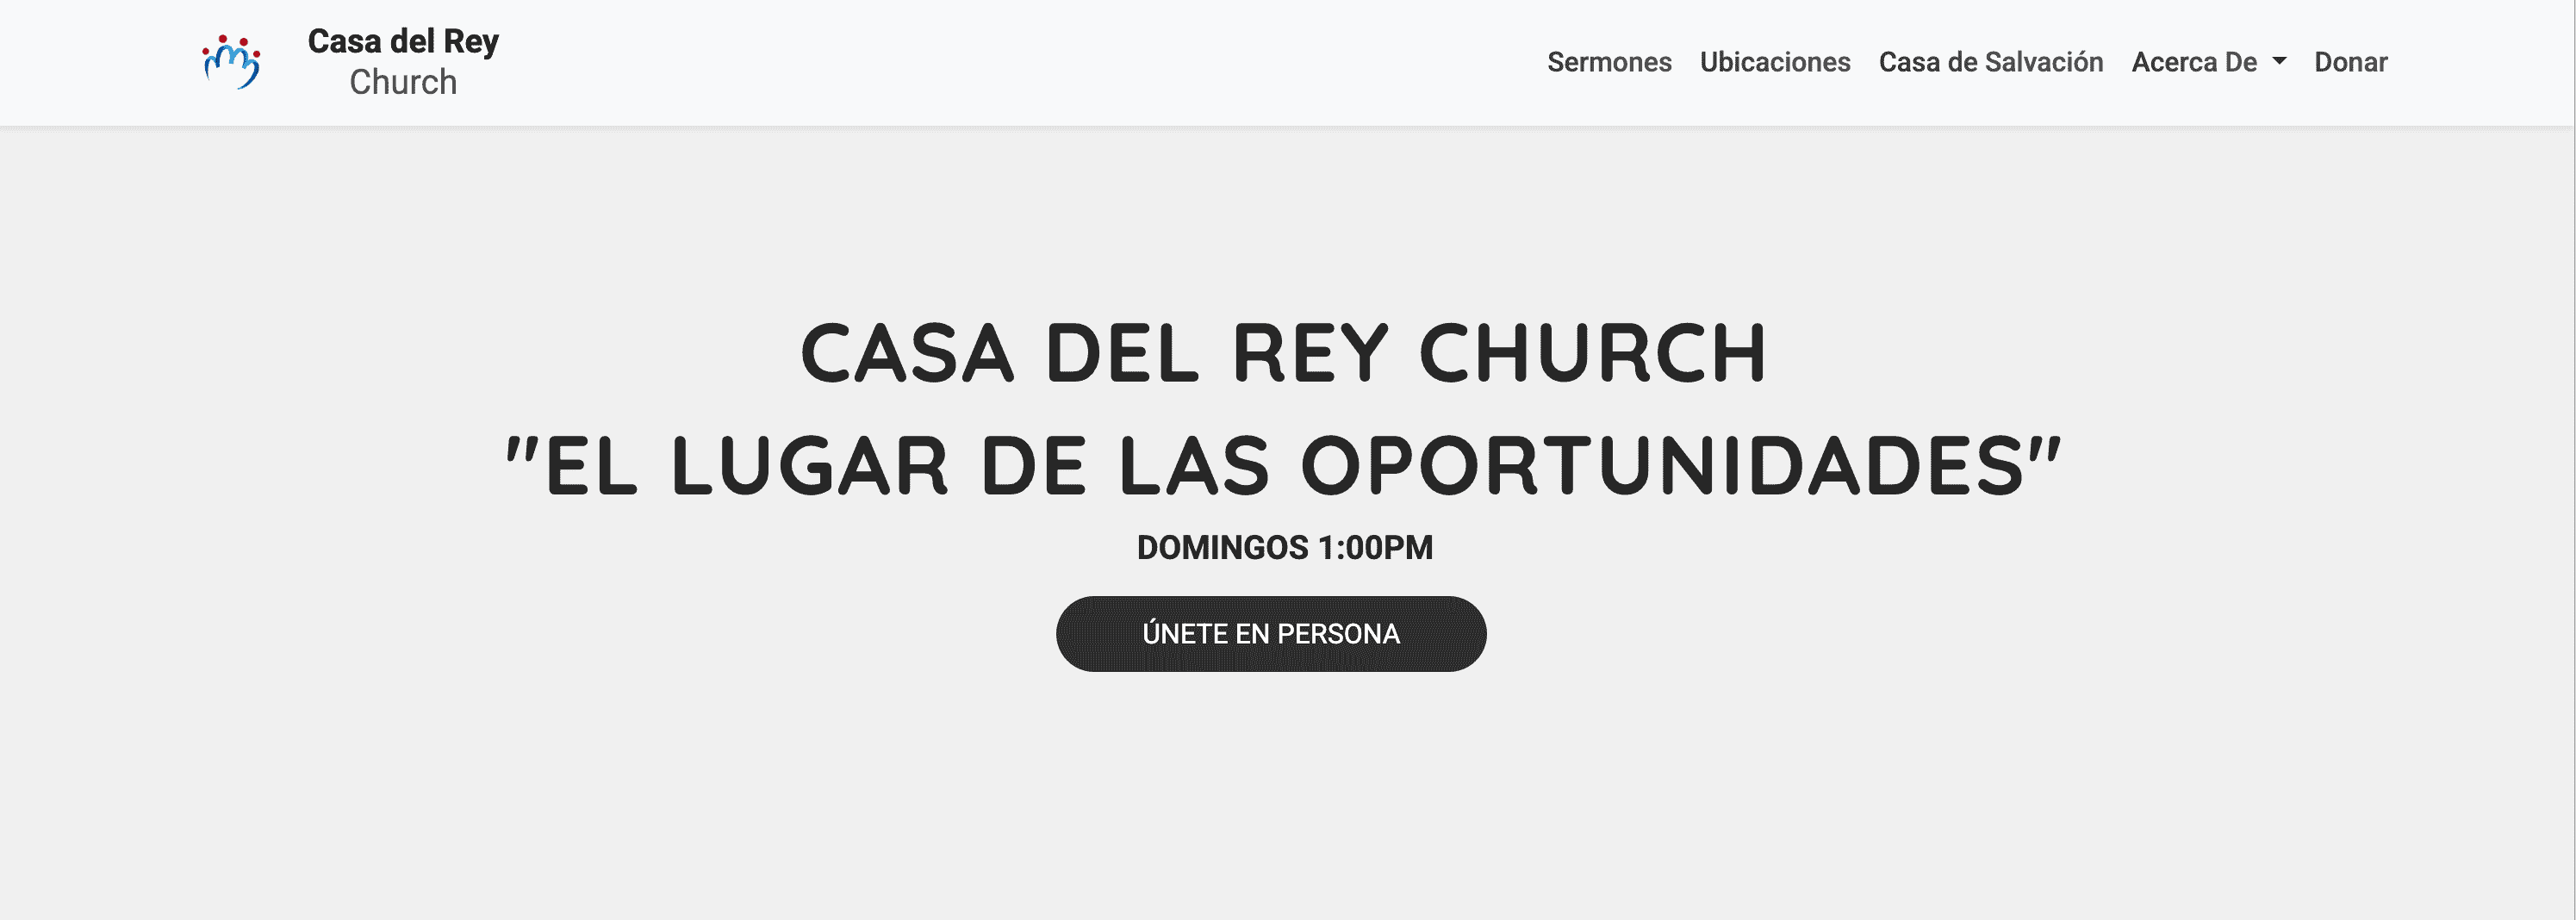 Casa del Rey
Church
Sermones Ubicaciones Casa de Salvación Acerca De Donar
CASA DEL REY CHURCH
"EL LUGAR DE LAS OPORTUNIDADES"
DOMINGOS 1:00PM
ÚNETE EN PERSONA